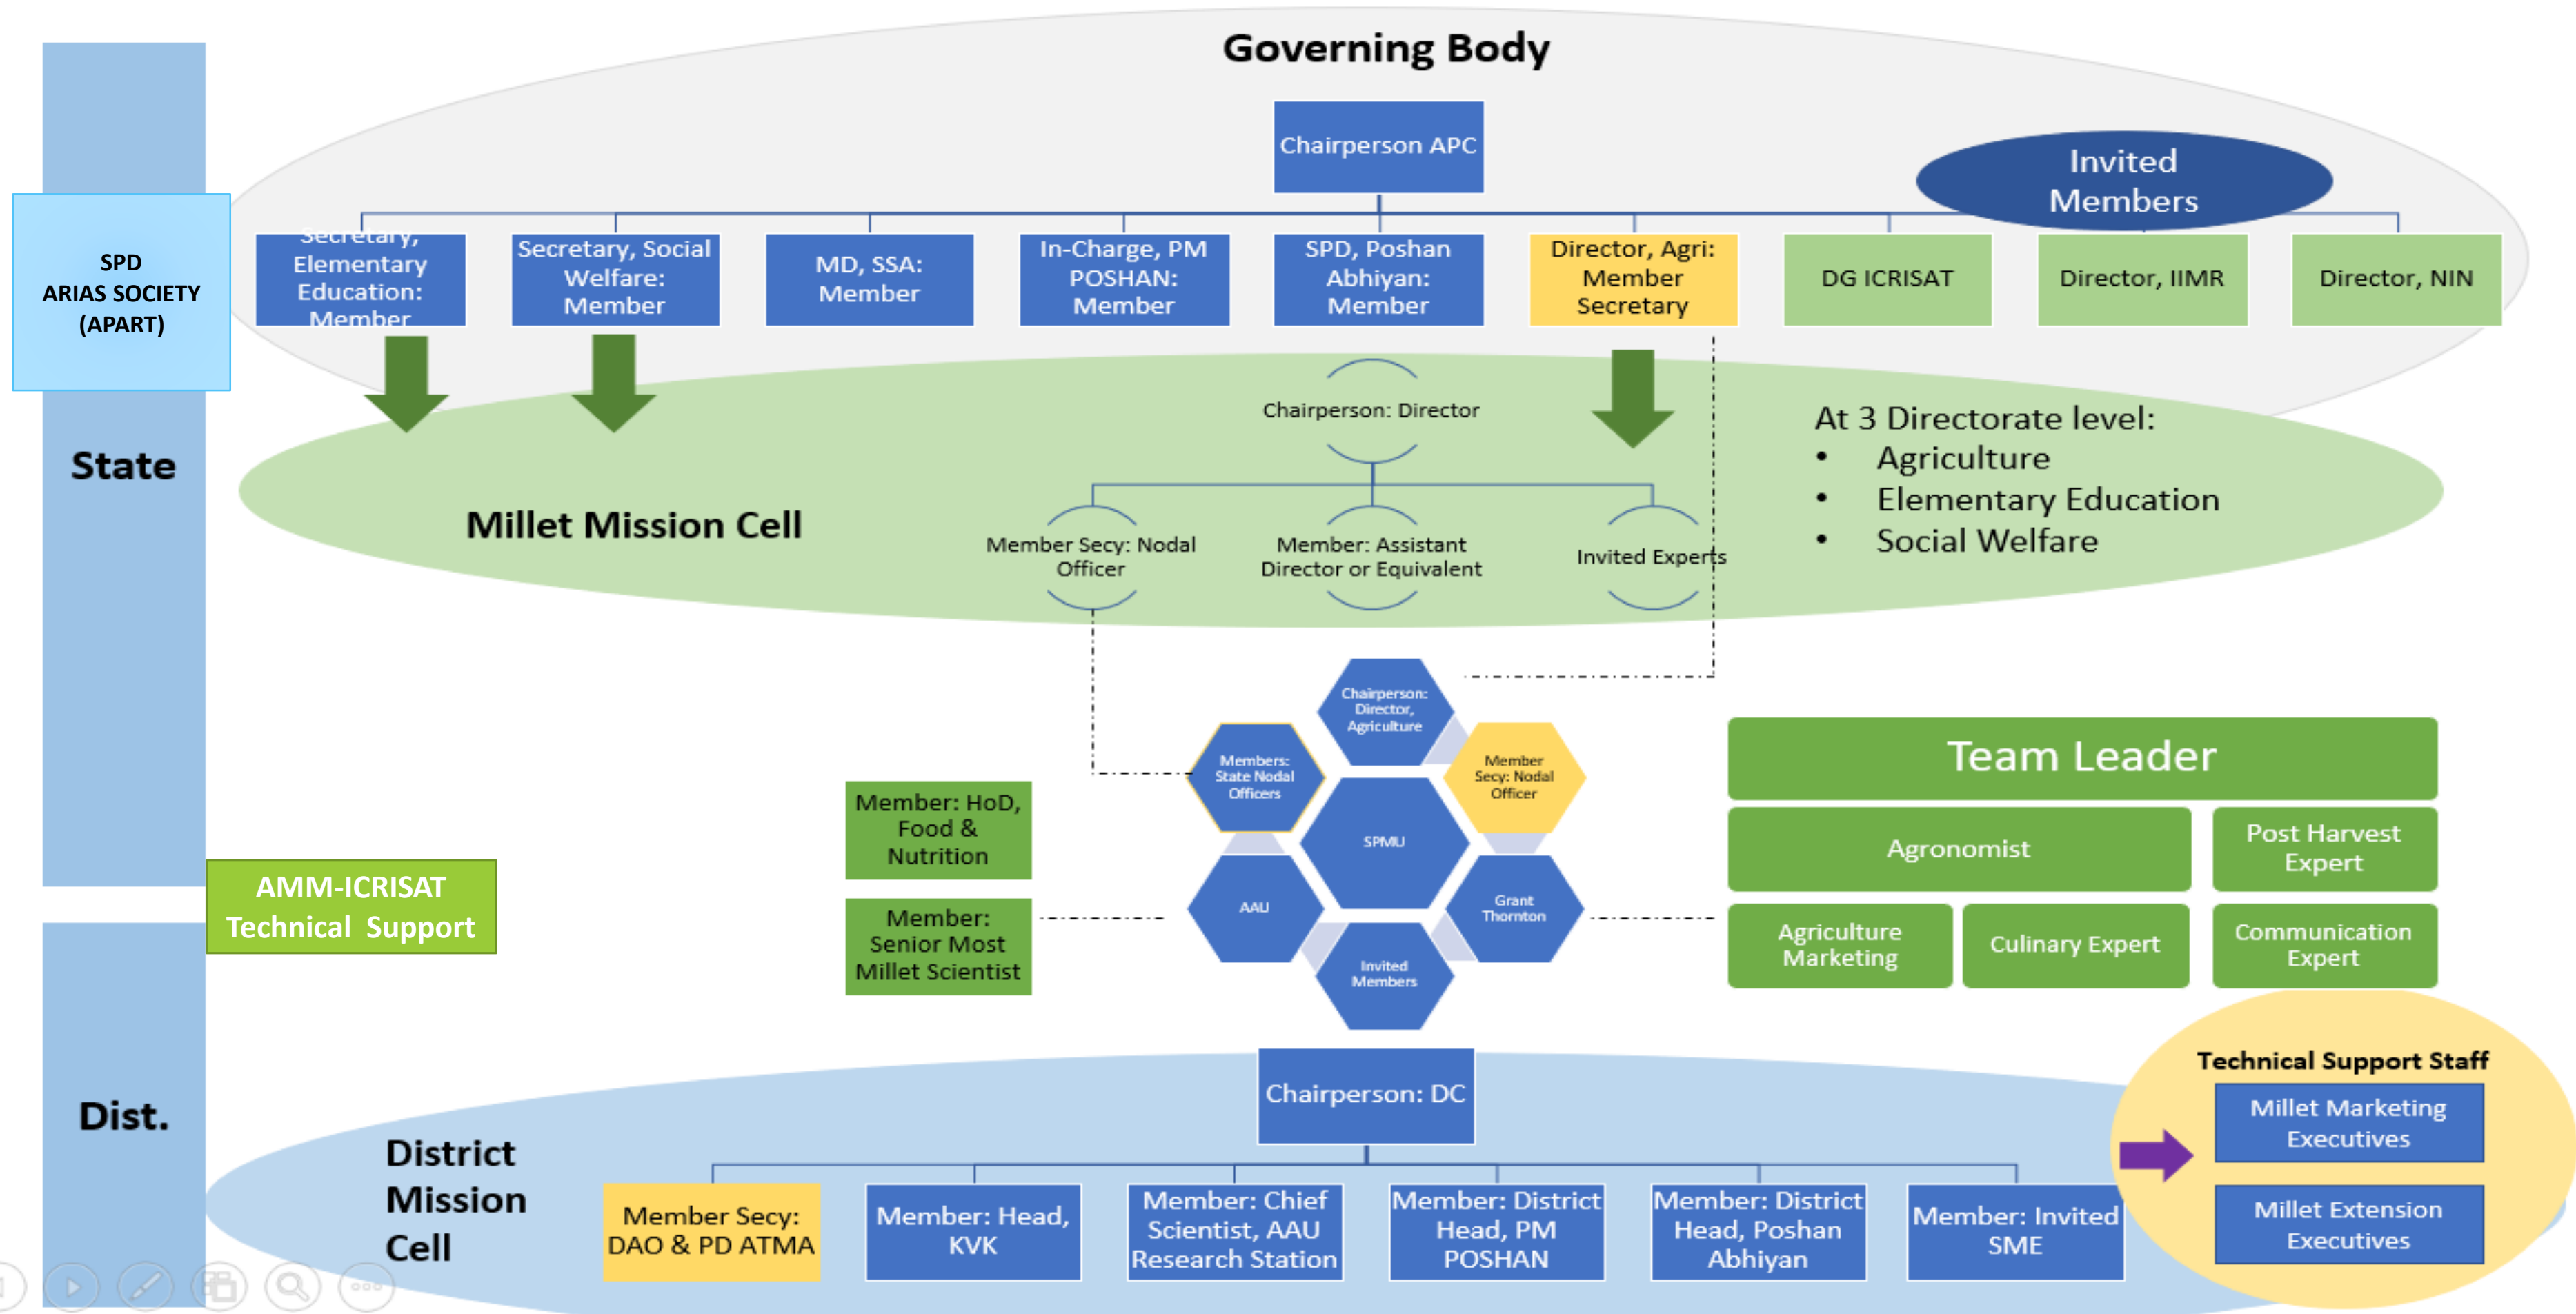 Governing Body
Chairperson APC
Invited
Members
SPD
ARIAS SOCIETY
(APART)
Secretary,
Elementary
Education:
Member
Secretary, Social
Welfare:
Member
MD, SSA:
Member
In-Charge, PM
POSHAN:
Member
SPD, Poshan
Abhiyan:
Member
Director, Agri:
Member
Secretary
DG ICRISAT
Director, IIMR
Director, NIN
State
Chairperson: Director
At 3 Directorate level:
• Agriculture
• Elementary Education
• Social Welfare
Millet Mission Cell
Member Secy: Nodal
Officer
Member: Assistant
Director or Equivalent
Invited Experts
Chairperson:
Director,
Agriculture
Members:
State Nodal
Officers
Member
Secy: Nodal
Officer
SPMU
AAU
Grant
Thornton
Invited
Members
Member: HoD,
Food &
Nutrition
Member:
Senior Most
Millet Scientist
Team Leader
Agronomist
Post Harvest
Expert
Agriculture
Marketing
Culinary Expert
Communication
Expert
AMM-ICRISAT
Technical Support
Dist.
District
Mission
Cell
Chairperson: DC
Member Secy:
DAO & PD ATMA
Member: Head,
KVK
Member: Chief
Scientist, AAU
Research Station
Member: District
Head, PM
POSHAN
Member: District
Head, Poshan
Abhiyan
Member: Invited
SME
Technical Support Staff
Millet Marketing
Executives
Millet Extension
Executives